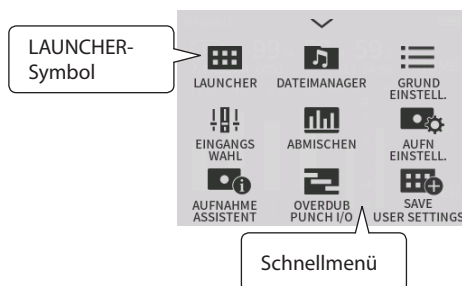 LAUNCHER-
Symbol
LAUNCHER
DATEIMANAGER
GRUND
EINSTELL.
EINGANGS
WAHL
ABMISCHEN
AUFN
EINSTELL.
AUFNAHME
ASSISTENT
OVERDUB
PUNCH I/O
SAVE
USER SETTINGS
Schnellmenü